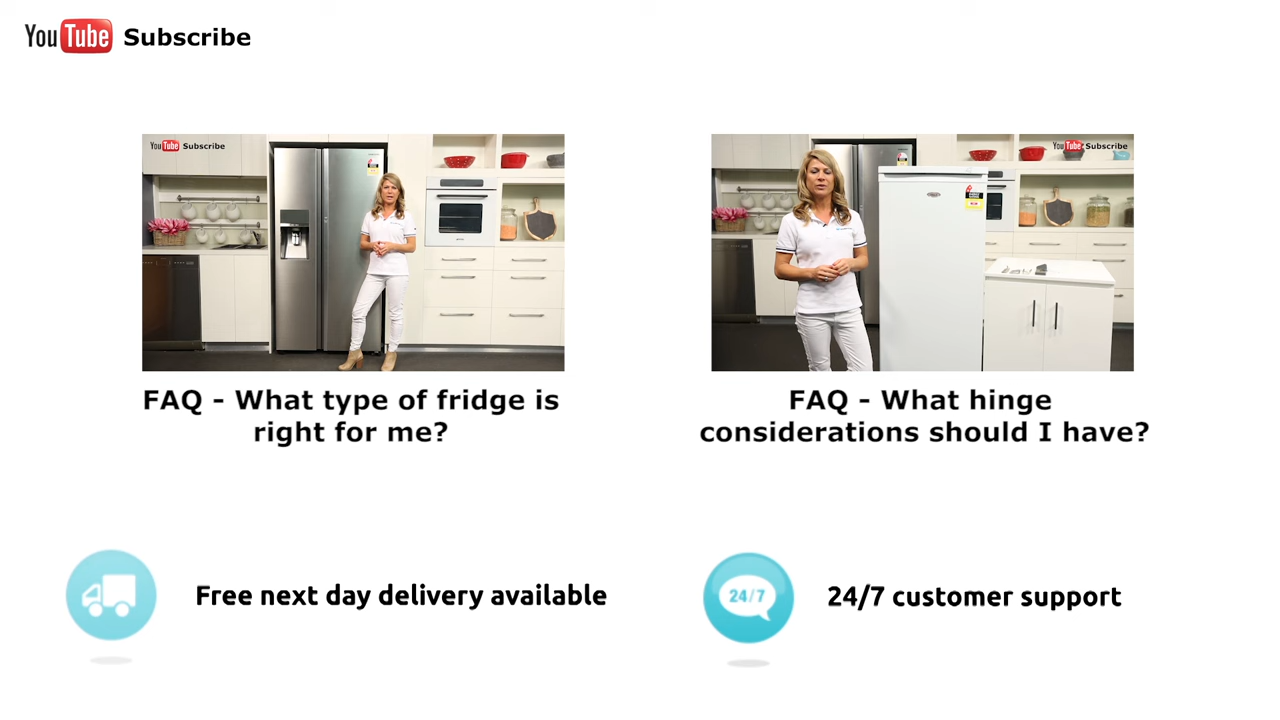 YouTube Subscribe
YouTube Subscribe
YouTube Subscribe
FAQ - What type of fridge is
right for me?
FAQ - What hinge
considerations should I have?
Free next day delivery available
24/7
24/7 customer support